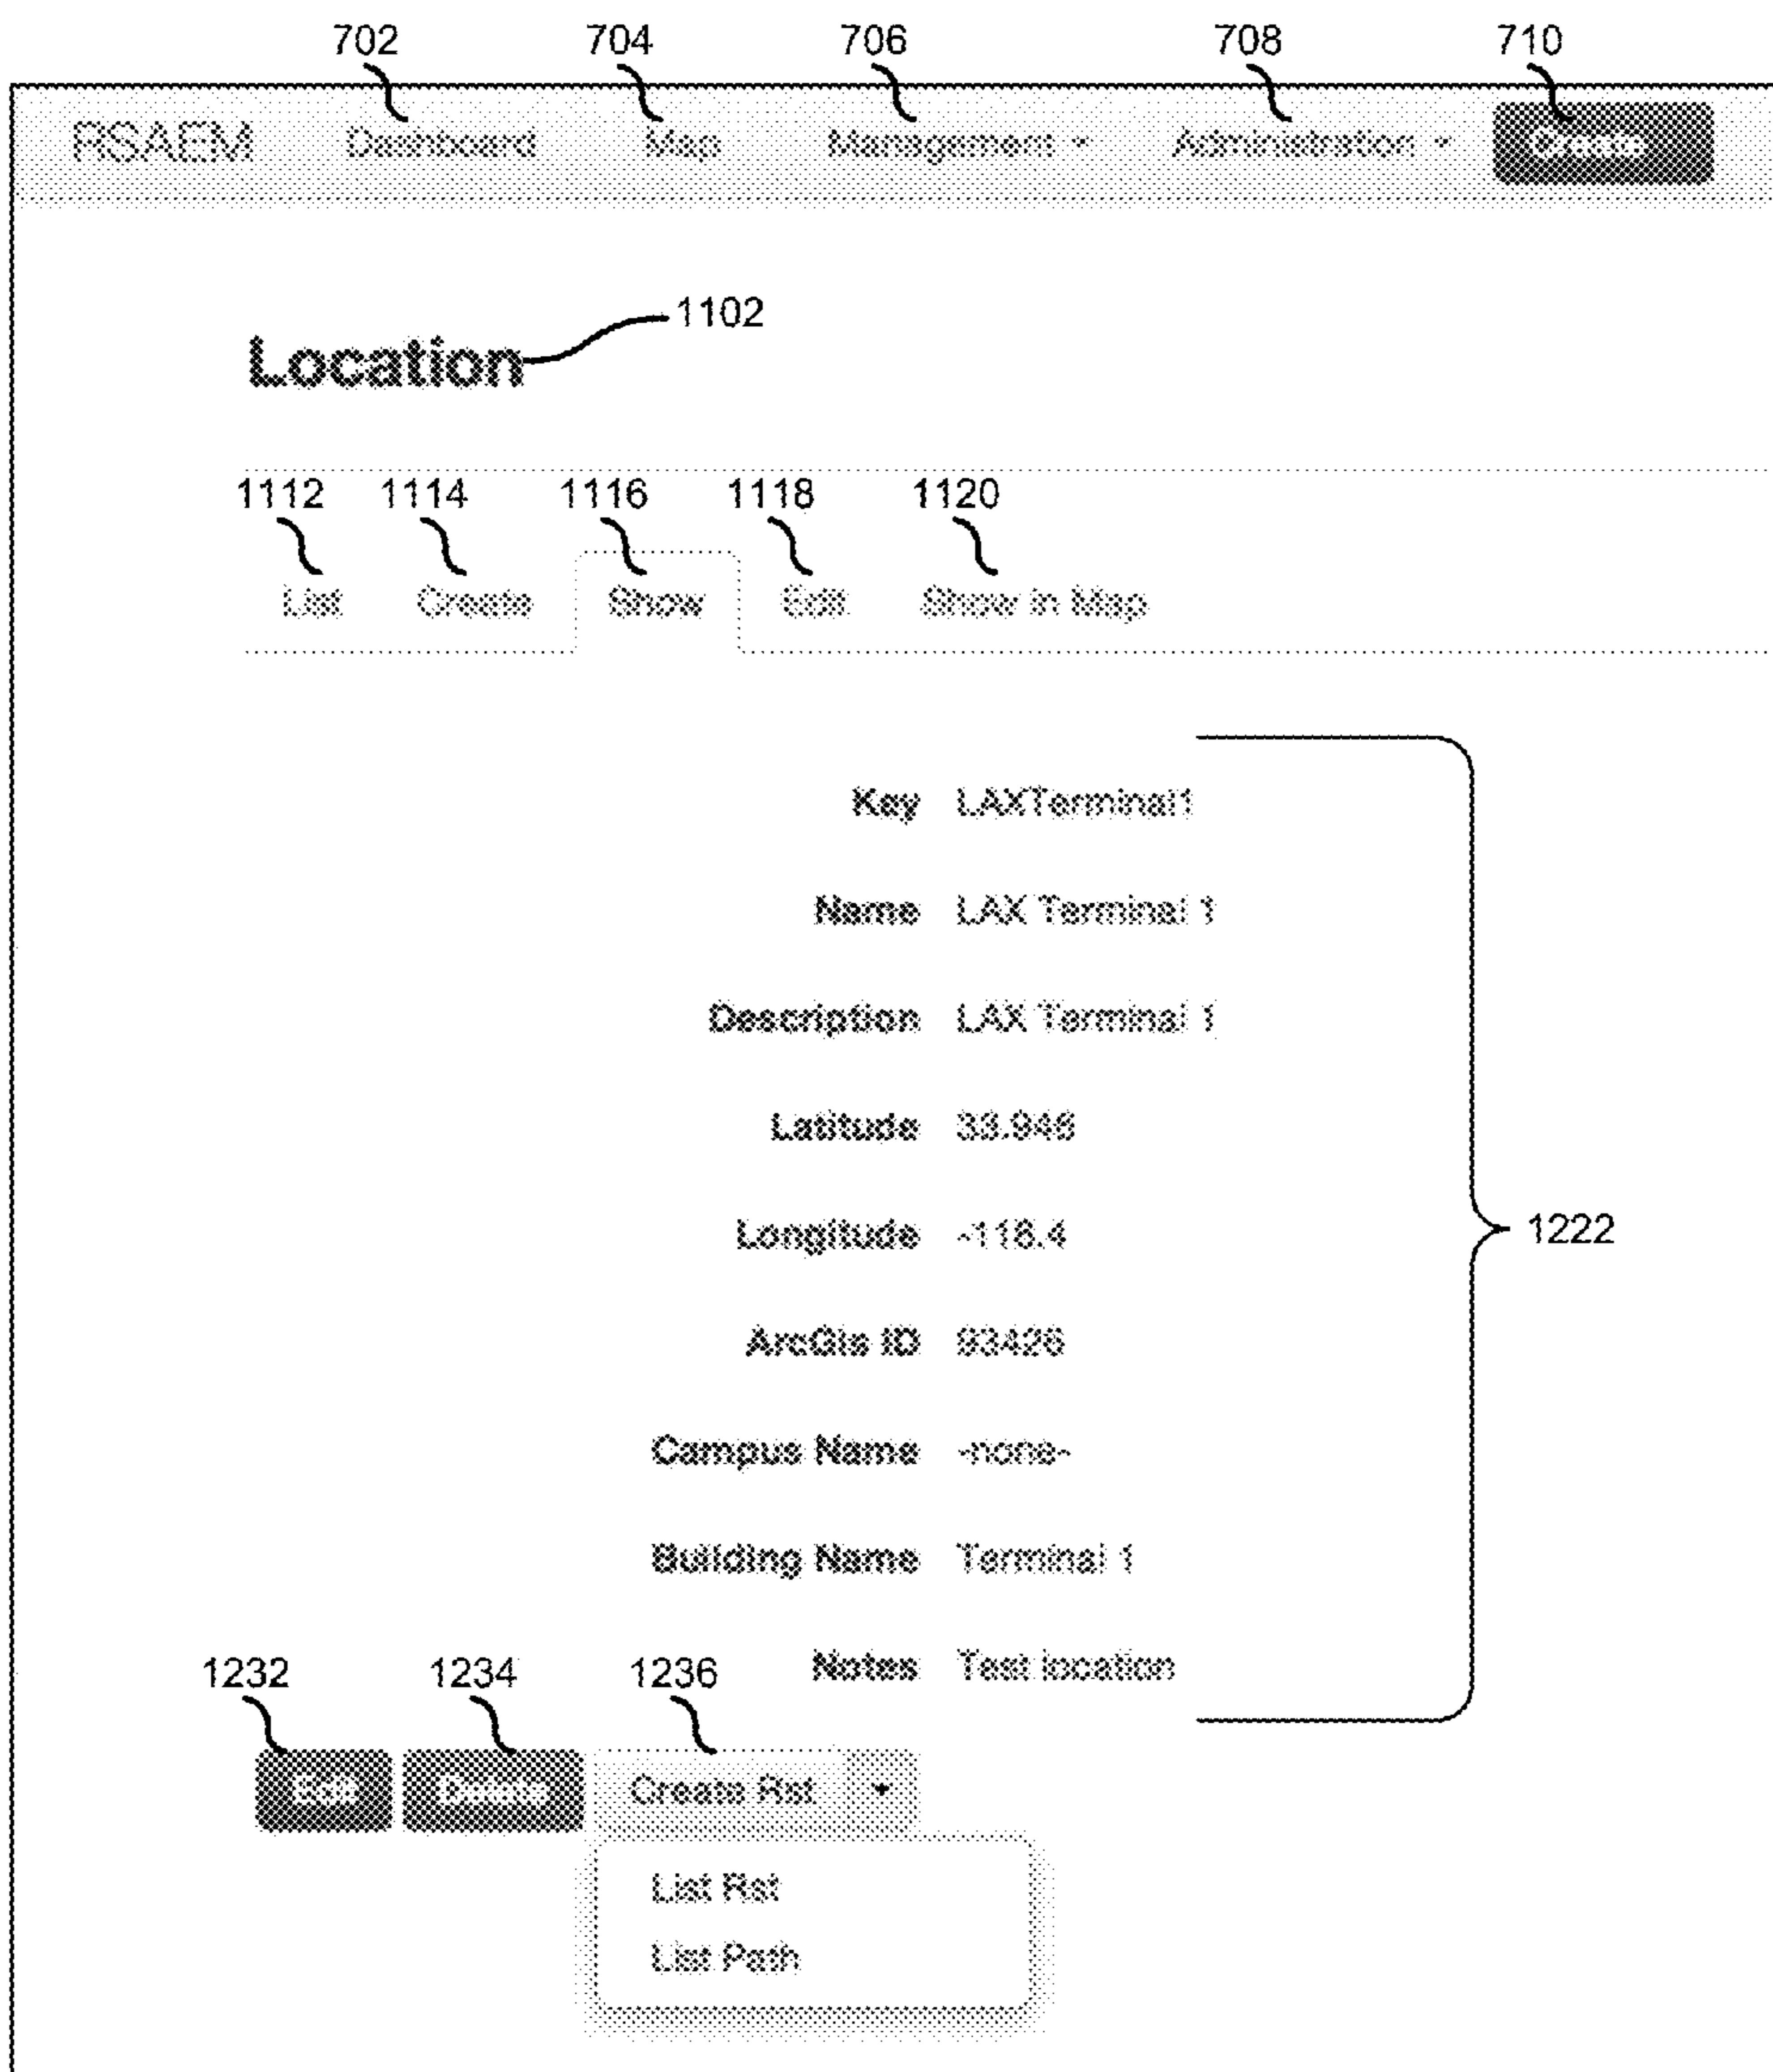 702 704 706 708 710
RSAEM Dashboard Map Management Administration Create
1102
Location
1112 1114 1116 1118 1120
List Create Show Edit Show in Map
Key LAXTerminal1
Name LAX Terminal 1
Description LAX Terminal 1
Latitude 33.946
Longitude -118.4
1222
ArcGis ID 93426
Campus Name -none-
Building Name Terminal 1
Notes Test location
1232 1234 1236
Edit Delete Create Rst
List Rst
List Path